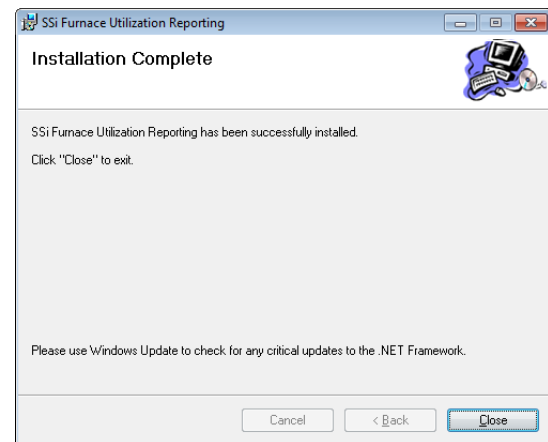 SSi Furnace Utilization Reporting
Installation Complete
SSi Furnace Utilization Reporting has been successfully installed.
Click "Close" to exit.
Please use Windows Update to check for any critical updates to the .NET Framework.
Cancel
< Back
Close